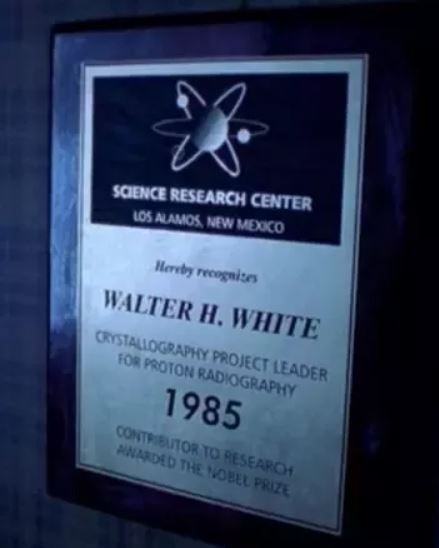 SCIENCE RESEARCH CENTER
LOS ALAMOS, NEW MEXICO
Hereby recognizes
WALTER H. WHITE
CRYSTALLOGRAPHY PROJECT LEADER
FOR PROTON RADIOGRAPHY
1985
CONTRIBUTOR TO RESEARCH
AWARDED THE NOBEL PRIZE